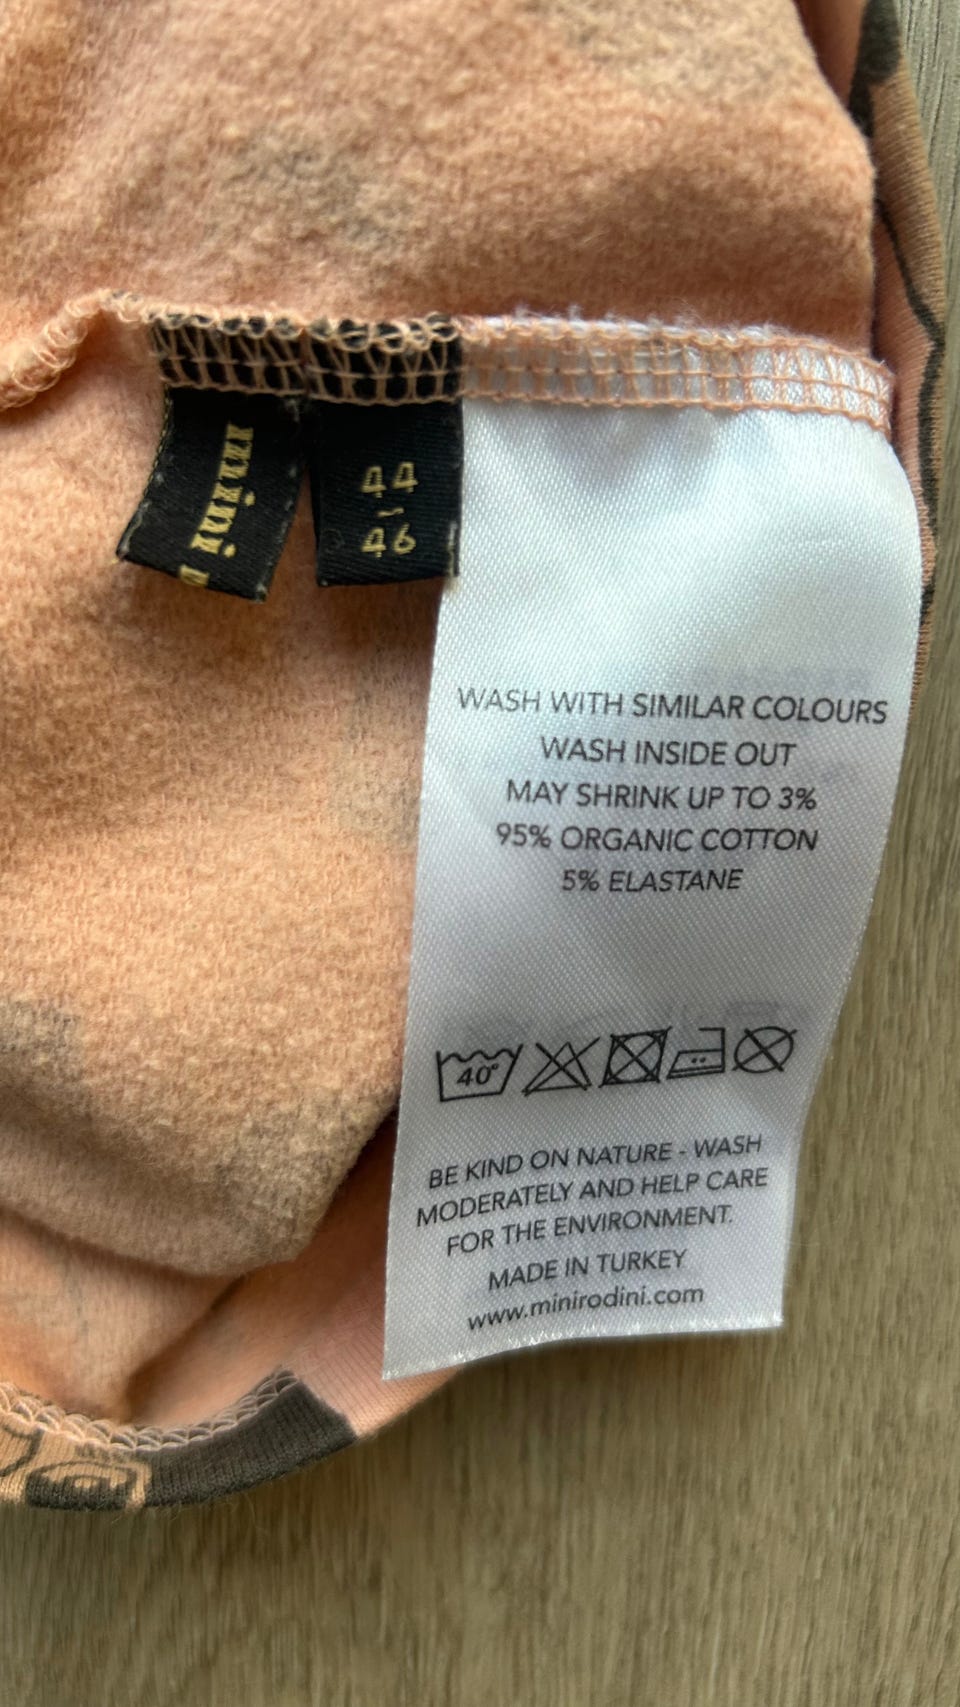 mini
44
~
46
WASH WITH SIMILAR COLOURS
WASH INSIDE OUT
MAY SHRINK UP TO 3%
95% ORGANIC COTTON
5% ELASTANE
40°
BE KIND ON NATURE - WASH
MODERATELY AND HELP CARE
FOR THE ENVIRONMENT.
MADE IN TURKEY
www.minirodini.com